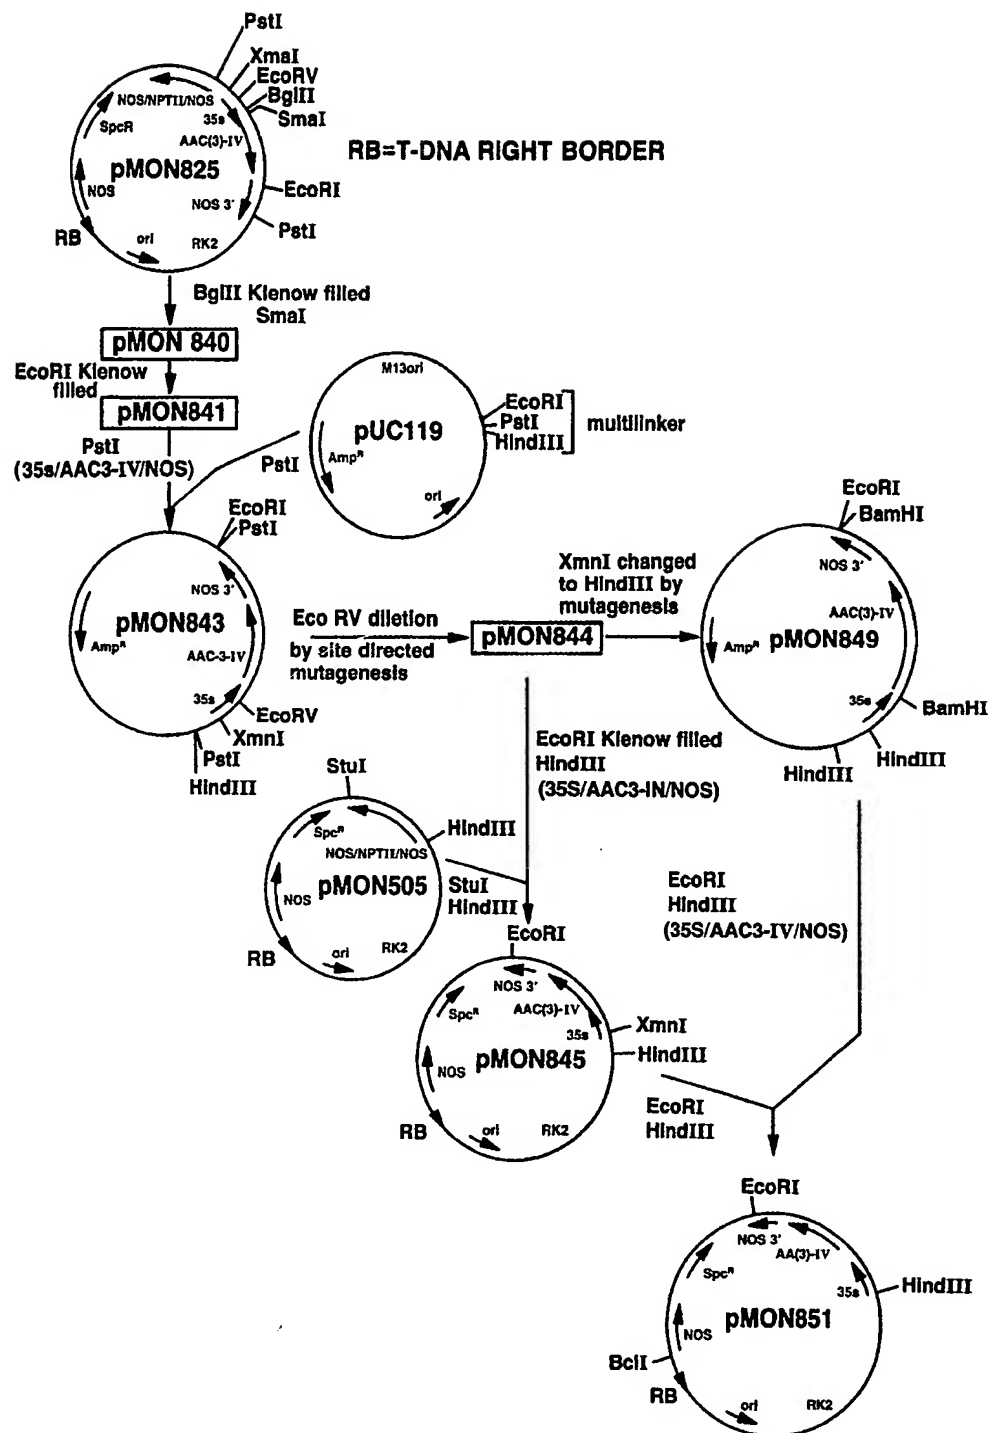 PstI
XmaI
EcoRV
BglII
SmaI
NOS/NPTII/NOS
35s
SpcR
AAC(3)-IV
pMON825
RB=T-DNA RIGHT BORDER
NOS
EcoRI
NOS 3'
PstI
RB
ori
RK2
BglII Klenow filled
SmaI
pMON 840
EcoRI Klenow
filled
pMON841
PstI
(35s/AAC3-IV/NOS)
M13ori
pUC119
EcoRI
PstI
HindIII
multilinker
PstI
AmpR
ori
EcoRI
PstI
NOS 3'
pMON843
AmpR
AAC-3-IV
35s
EcoRV
XmnI
PstI
HindIII
Eco RV diletion
by site directed
mutagenesis
pMON844
XmnI changed
to HindIII by
mutagenesis
EcoRI
BamHI
NOS 3'
AAC(3)-IV
pMON849
AmpR
35s
BamHI
HindIII
HindIII
EcoRI Klenow filled
HindIII
(35S/AAC3-IN/NOS)
StuI
SpcR
HindIII
NOS/NPTII/NOS
pMON505
NOS
StuI
HindIII
RB
ori
RK2
EcoRI
HindIII
(35S/AAC3-IV/NOS)
EcoRI
NOS 3'
SpcR
AAC(3)-IV
35s
XmnI
HindIII
pMON845
NOS
RB
ori
RK2
EcoRI
HindIII
EcoRI
NOS 3'
AA(3)-IV
SpcR
35s
HindIII
pMON851
NOS
BclI
RB
ori
RK2